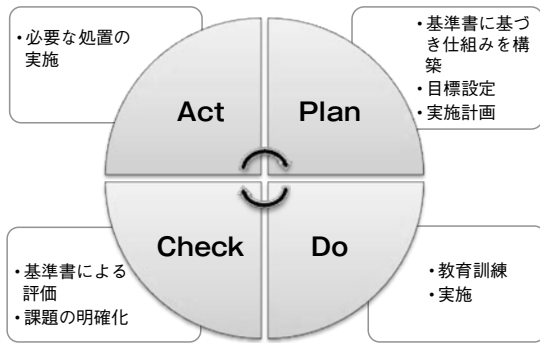 ・必要な処置の
実施
・基準書に基づ
き仕組みを構
築
・目標設定
・実施計画
Act
Plan
Check
Do
・基準書による
評価
・課題の明確化
・教育訓練
・実施